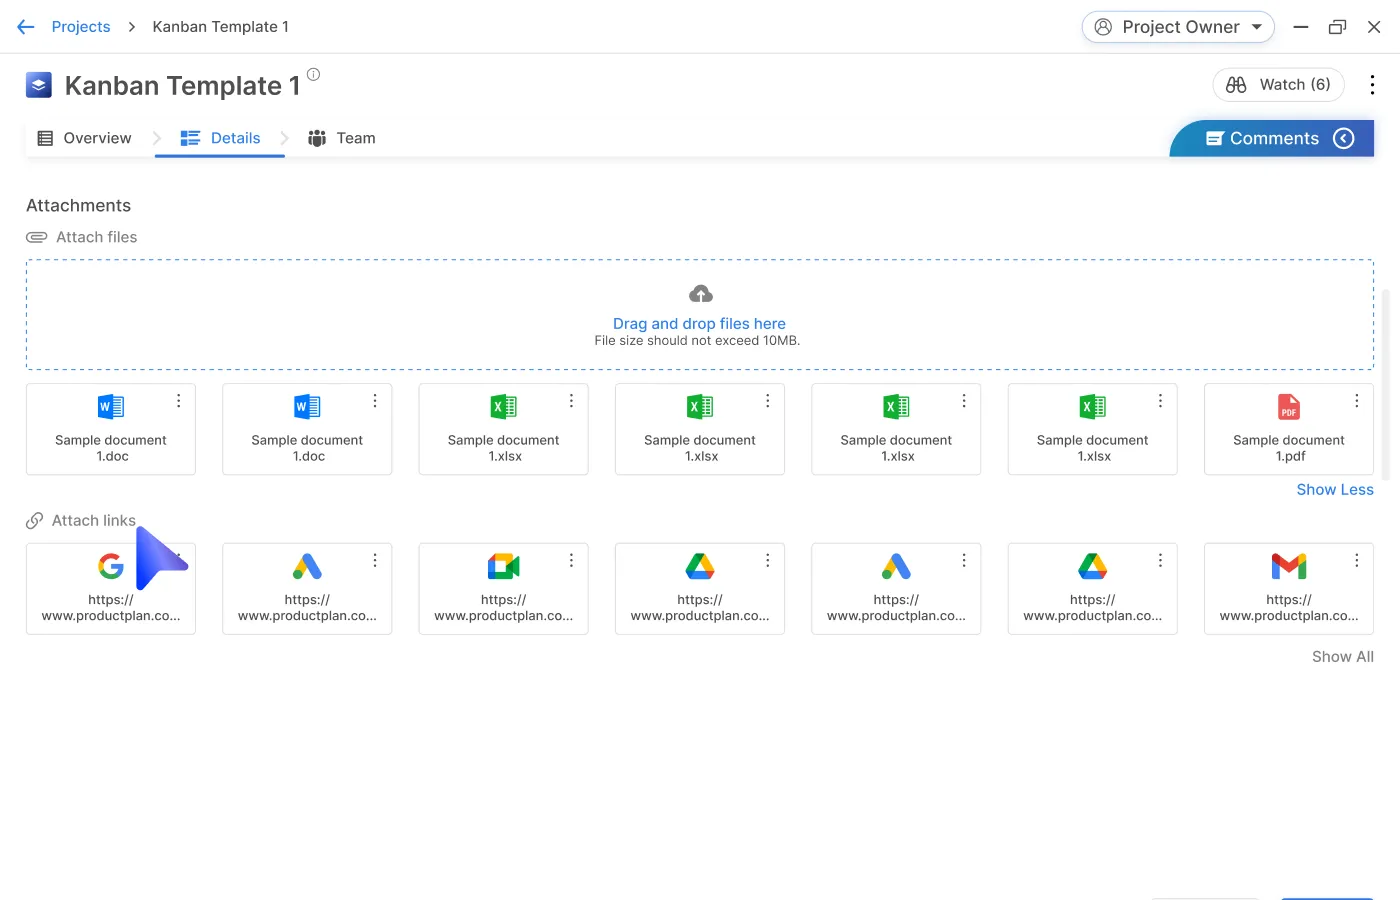 Projects > Kanban Template 1
Project Owner
Kanban Template 1
Watch (6)
Overview
Details
Team
Comments
Attachments
Attach files
Drag and drop files here
File size should not exceed 10MB.
Sample document
1.doc
Sample document
1.doc
Sample document
1.xlsx
Sample document
1.xlsx
Sample document
1.xlsx
Sample document
1.xlsx
PDF
Sample document
1.pdf
Show Less
Attach links
https://
www.productplan.co...
https://
www.productplan.co...
https://
www.productplan.co...
https://
www.productplan.co...
https://
www.productplan.co...
https://
www.productplan.co...
https://
www.productplan.co...
Show All